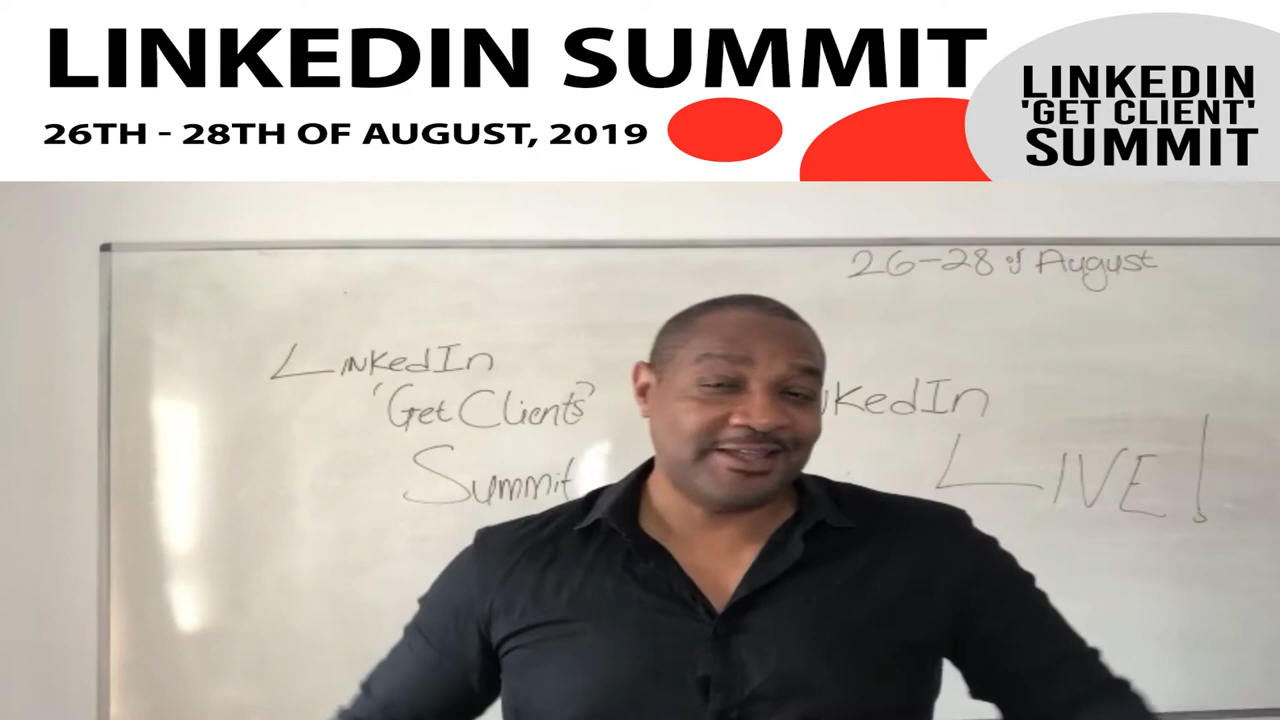 LINKEDIN SUMMIT
26TH - 28TH OF AUGUST, 2019
LINKEDIN
'GET CLIENT'
SUMMIT
26-28 of August
LinkedIn
'Get Clients'
Summit
kedIn
LIVE!